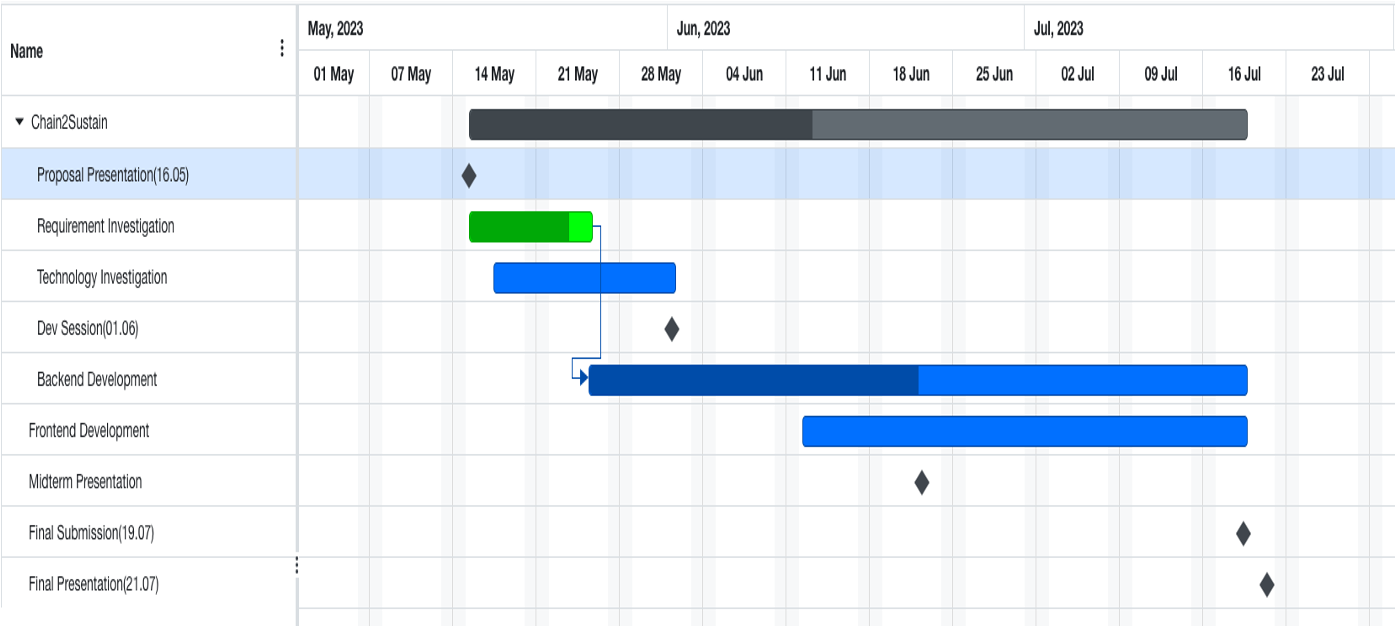 Name
May, 2023 Jun, 2023 Jul, 2023
01 May 07 May 14 May 21 May 28 May 04 Jun 11 Jun 18 Jun 25 Jun 02 Jul 09 Jul 16 Jul 23 Jul
Chain2Sustain
Proposal Presentation(16.05)
Requirement Investigation
Technology Investigation
Dev Session(01.06)
Backend Development
Frontend Development
Midterm Presentation
Final Submission(19.07)
Final Presentation(21.07)